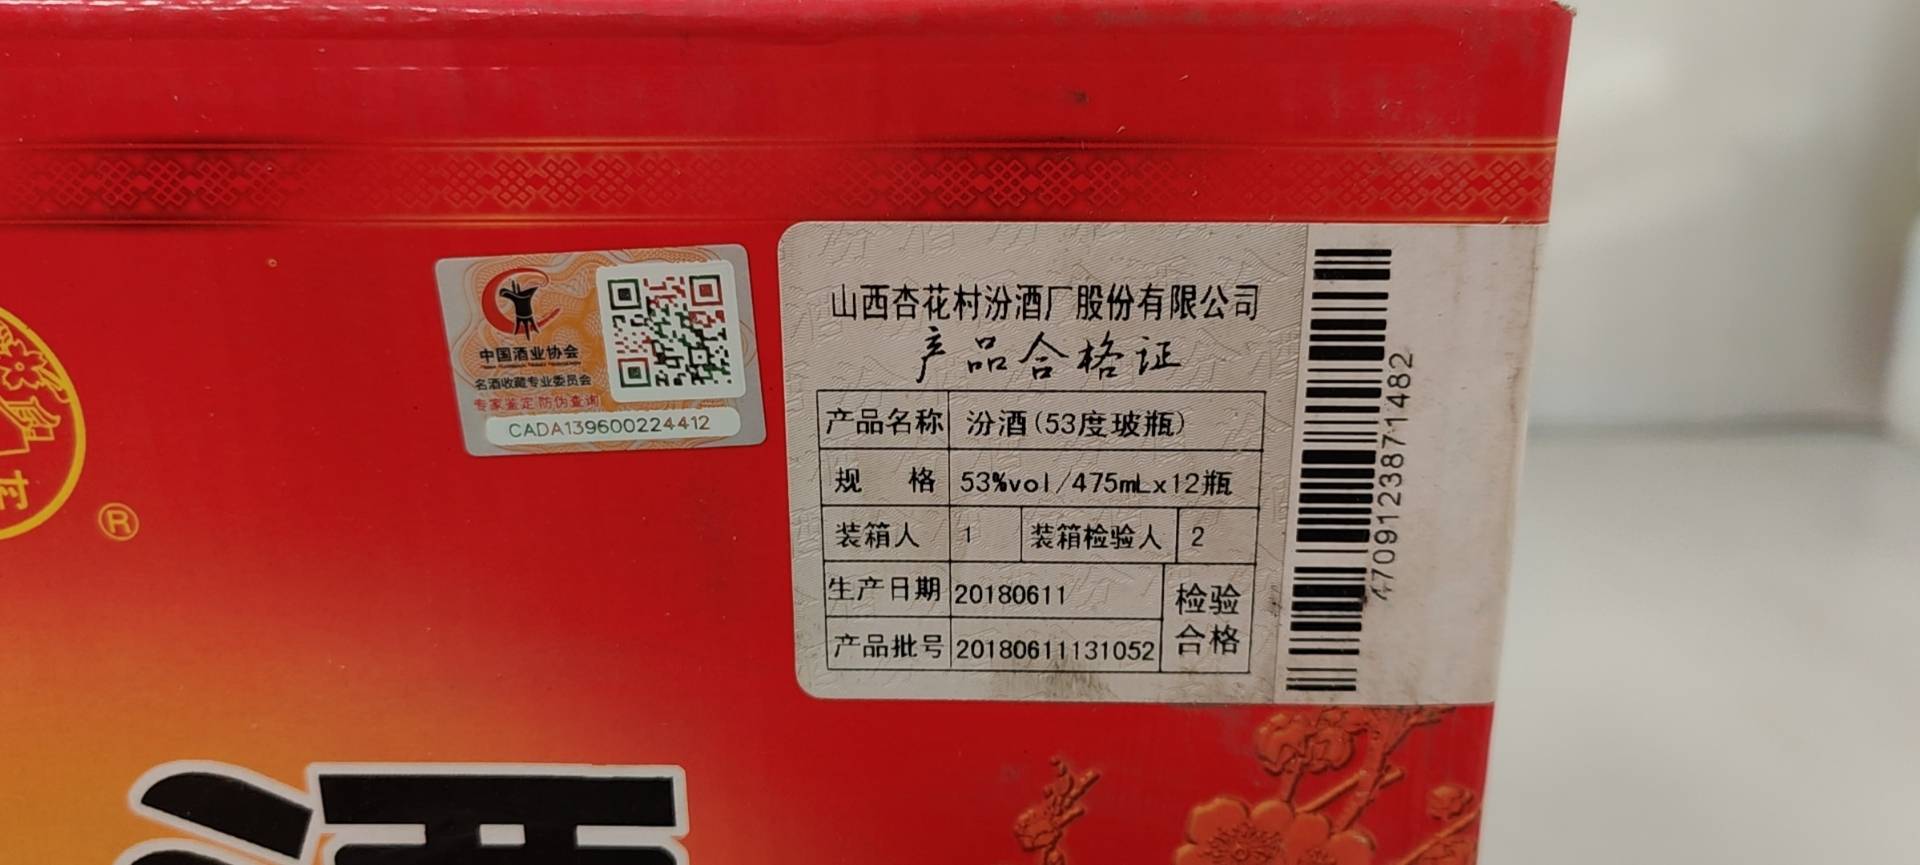 中国酒业协会
名酒收藏专业委员会
专家鉴定 防伪查询
CADA139600224412
山西杏花村汾酒厂股份有限公司
产品合格证
产品名称 汾酒(53度玻瓶)
规 格 53%vol/475mLx12瓶
装箱人 1 装箱检验人 2
生产日期 20180611
检验
合格
产品批号 20180611131052
470912387 1482
®
村
酒